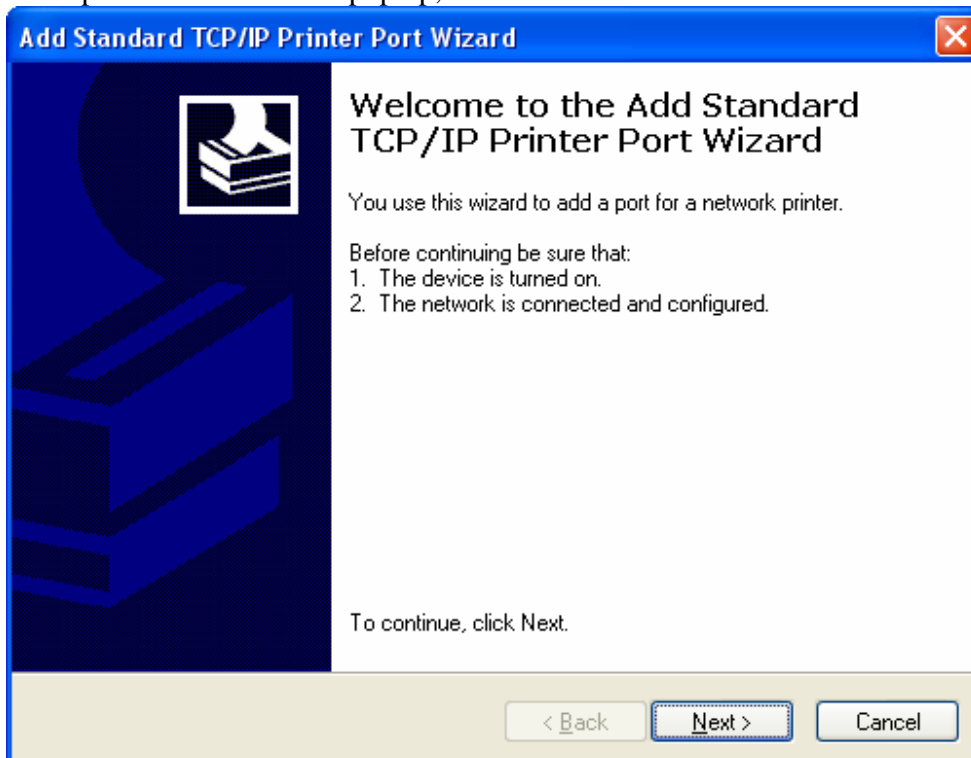 Add Standard TCP/IP Printer Port Wizard
Welcome to the Add Standard
TCP/IP Printer Port Wizard
You use this wizard to add a port for a network printer.
Before continuing be sure that:
1. The device is turned on.
2. The network is connected and configured.
To continue, click Next.
< Back Next > Cancel